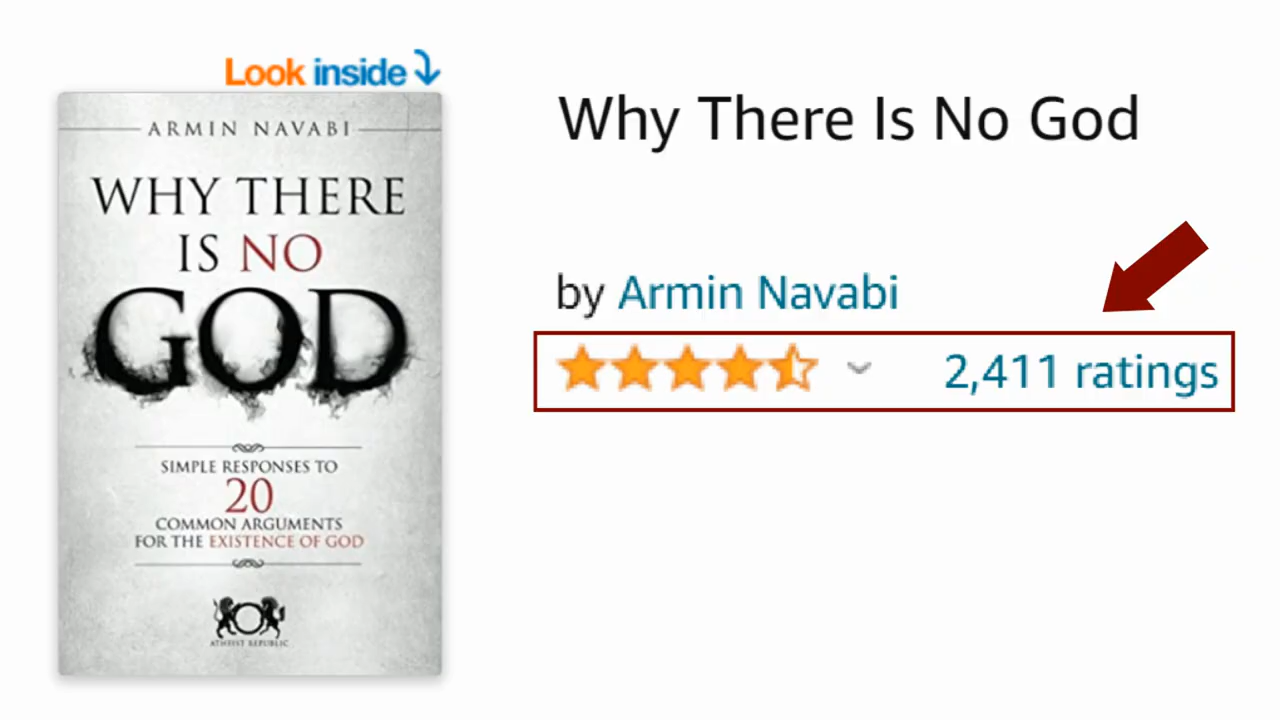 Look inside
ARMIN NAVABI
WHY THERE
IS NO
GOD
SIMPLE RESPONSES TO
20
COMMON ARGUMENTS
FOR THE EXISTENCE OF GOD
ATHEIST REPUBLIC
Why There Is No God
by Armin Navabi
2,411 ratings